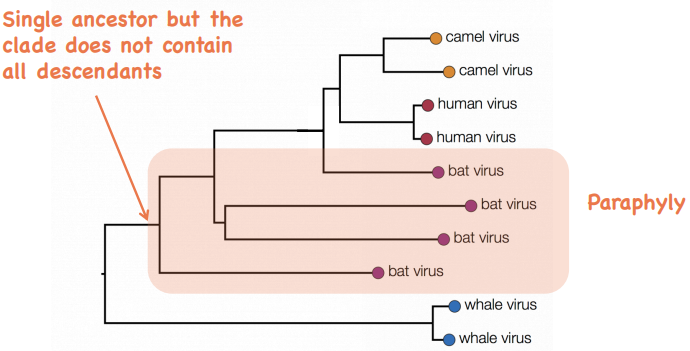 Single ancestor but the
clade does not contain
all descendants
camel virus
camel virus
human virus
human virus
bat virus
bat virus
bat virus
bat virus
whale virus
whale virus
Paraphyly